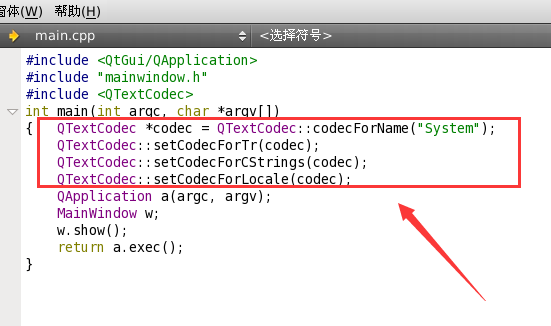 窗体(W) 帮助(H)
main.cpp <选择符号>
#include <QtGui/QApplication>
#include "mainwindow.h"
#include <QTextCodec>
int main(int argc, char *argv[])
{ QTextCodec *codec = QTextCodec::codecForName("System");
QTextCodec::setCodecForTr(codec);
QTextCodec::setCodecForCStrings(codec);
QTextCodec::setCodecForLocale(codec);
QApplication a(argc, argv);
MainWindow w;
w.show();
return a.exec();
}